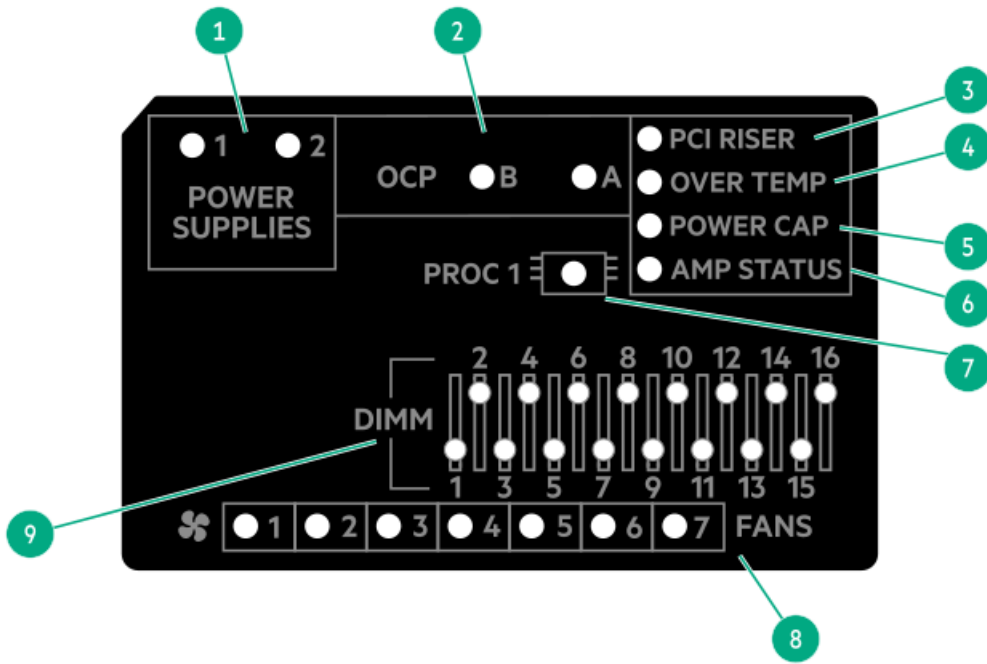 1
2
3
1 2
PCI RISER
4
OCP B A
OVER TEMP
POWER
SUPPLIES
POWER CAP
5
PROC 1
AMP STATUS
6
7
2 4 6 8 10 12 14 16
DIMM
1 3 5 7 9 11 13 15
9
1 2 3 4 5 6 7 FANS
8